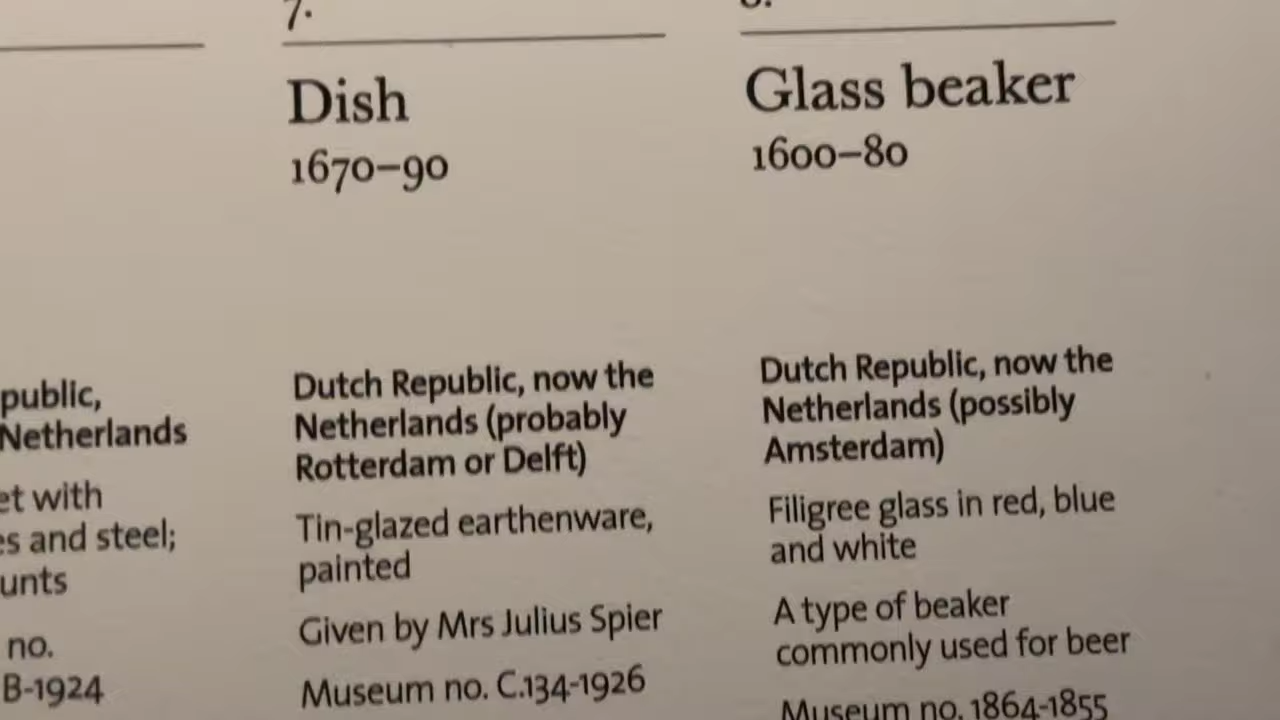 public,
Netherlands
et with
es and steel;
unts
no.
B-1924
7.
Dish
1670–90
Dutch Republic, now the
Netherlands (probably
Rotterdam or Delft)
Tin-glazed earthenware,
painted
Given by Mrs Julius Spier
Museum no. C.134-1926
Glass beaker
1600–80
Dutch Republic, now the
Netherlands (possibly
Amsterdam)
Filigree glass in red, blue
and white
A type of beaker
commonly used for beer
Museum no. 1864-1855